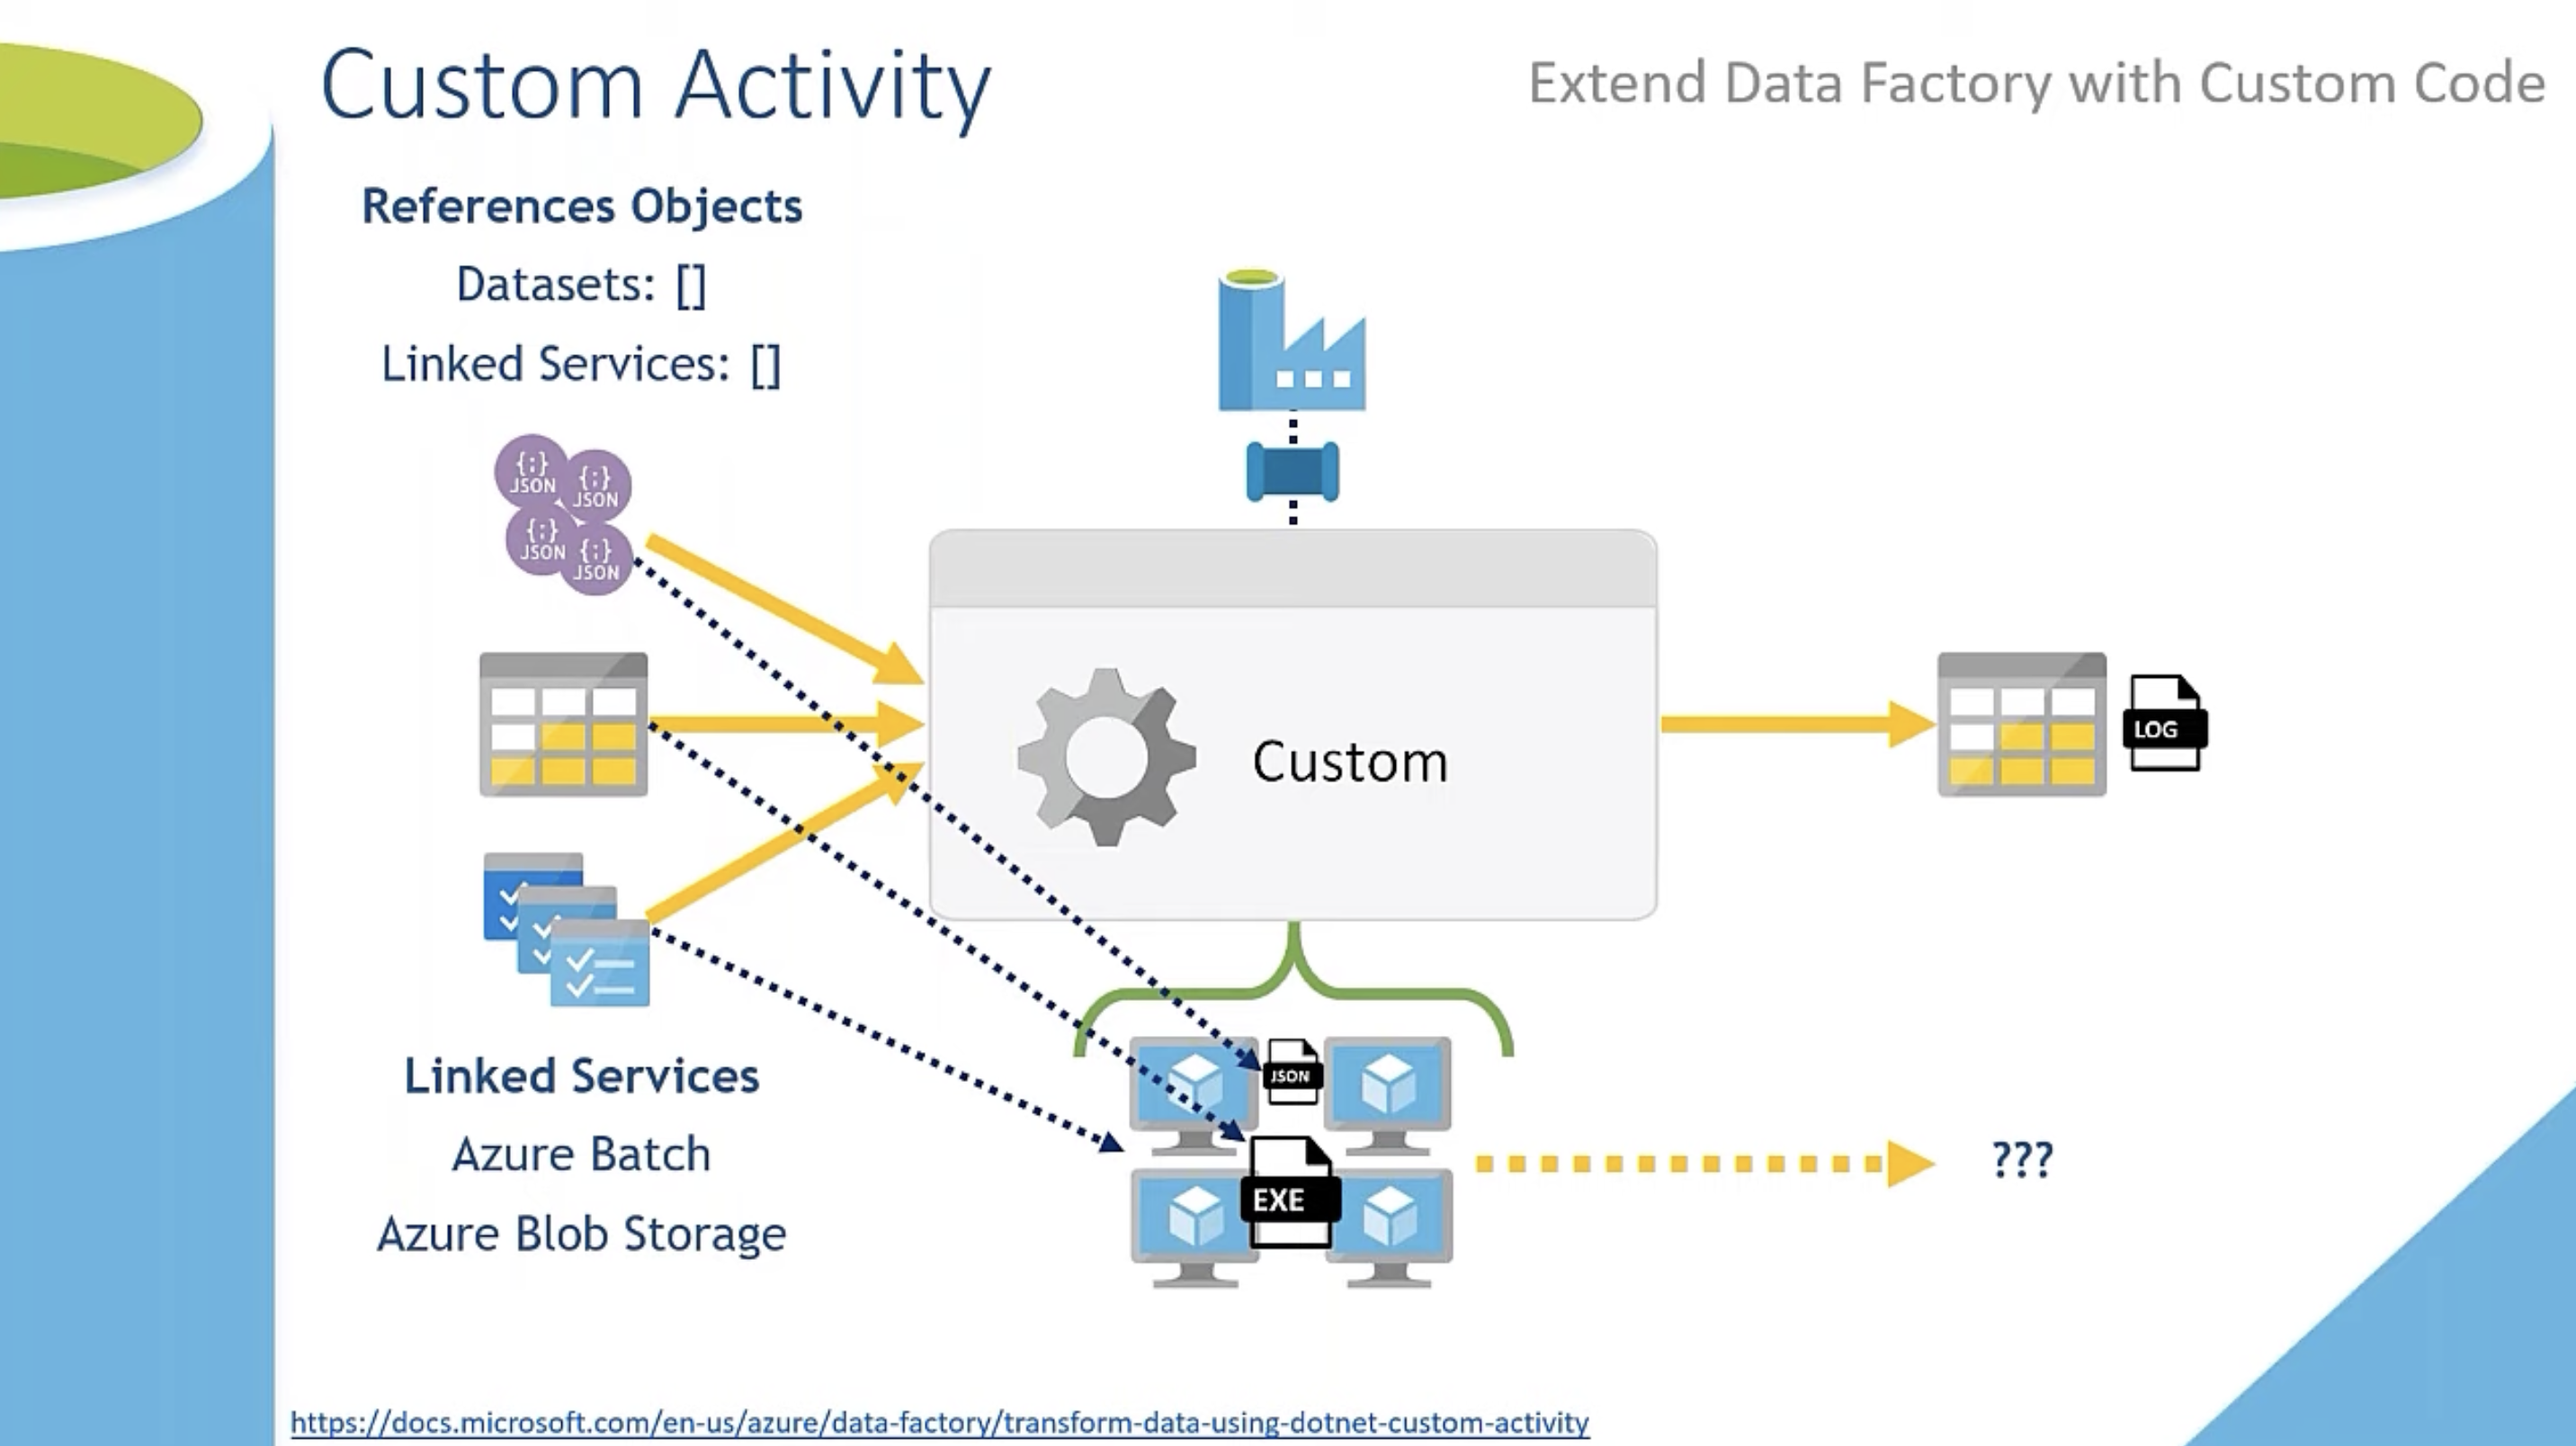 Custom Activity
Extend Data Factory with Custom Code
References Objects
Datasets: []
Linked Services: []
{;}
JSON
{;}
JSON
{;}
JSON
{;}
JSON
Custom
LOG
Linked Services
Azure Batch
Azure Blob Storage
JSON
EXE
???
https://docs.microsoft.com/en-us/azure/data-factory/transform-data-using-dotnet-custom-activity